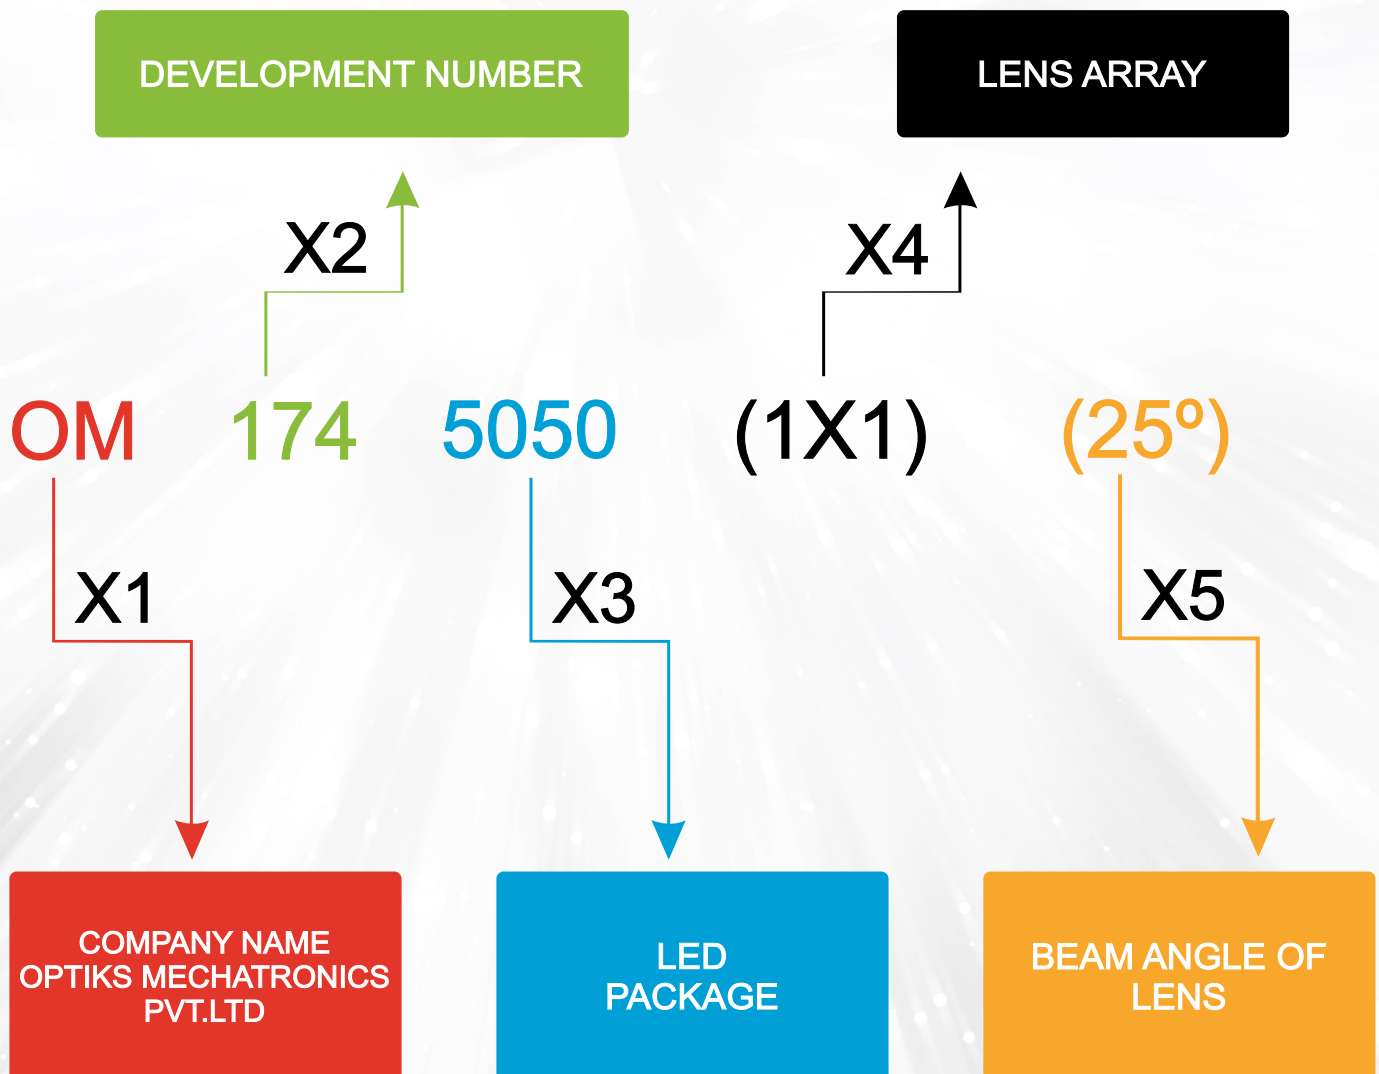 DEVELOPMENT NUMBER
LENS ARRAY
X2
X4
OM 174 5050 (1X1) (25º)
X1
X3
X5
COMPANY NAME
OPTIKS MECHATRONICS
PVT.LTD
LED
PACKAGE
BEAM ANGLE OF
LENS